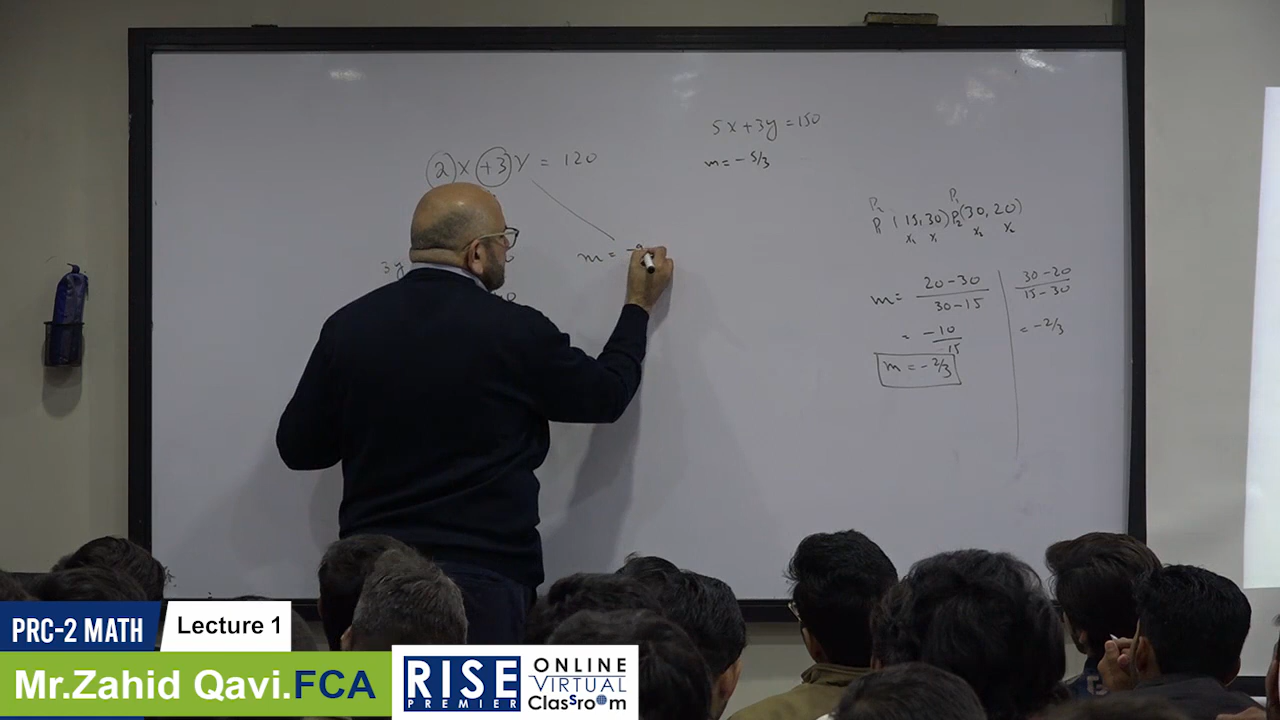 5x+3y=150
m=-5/3
2x+3y = 120
3y
m =
P2 P1
P1 (15,30) P2(30,20)
x1 y1 x2 y2
m= 20-30 / 30-15
= -10 / 15
m = -2/3
30-20 / 15-30
= -2/3
PRC-2 MATH
Lecture 1
Mr.Zahid Qavi.FCA
RISE
PREMIER
ONLINE
VIRTUAL
ClasSroom